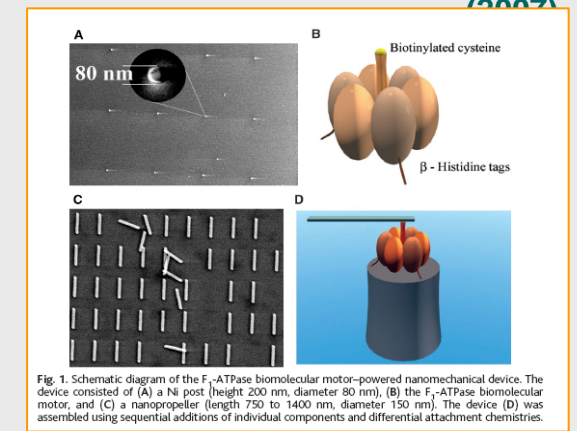 (2007)
A
B
Biotinylated cysteine
80 nm
β - Histidine tags
C
D
Fig. 1. Schematic diagram of the F1-ATPase biomolecular motor–powered nanomechanical device. The
device consisted of (A) a Ni post (height 200 nm, diameter 80 nm), (B) the F1-ATPase biomolecular
motor, and (C) a nanopropeller (length 750 to 1400 nm, diameter 150 nm). The device (D) was
assembled using sequential additions of individual components and differential attachment chemistries.